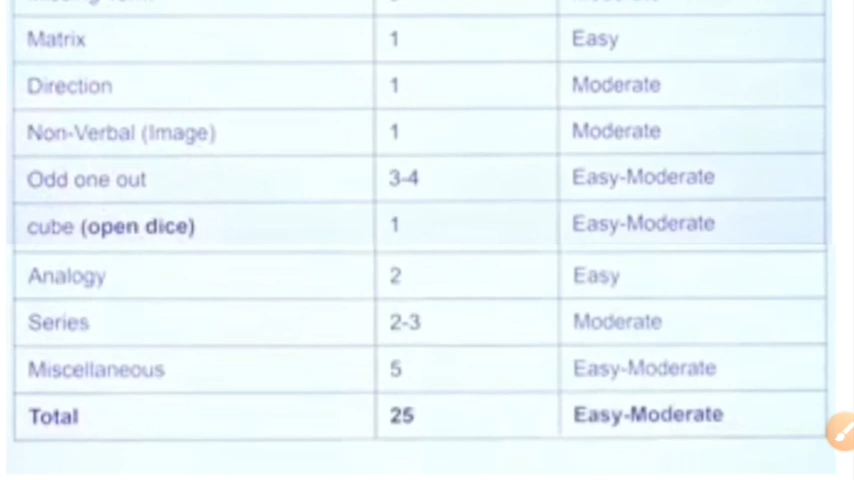 Matrix 1 Easy
Direction 1 Moderate
Non-Verbal (Image) 1 Moderate
Odd one out 3-4 Easy-Moderate
cube (open dice) 1 Easy-Moderate
Analogy 2 Easy
Series 2-3 Moderate
Miscellaneous 5 Easy-Moderate
Total 25 Easy-Moderate